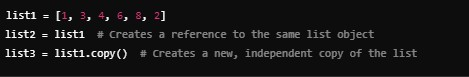 list1 = [1, 3, 4, 6, 8, 2]
list2 = list1  # Creates a reference to the same list object
list3 = list1.copy()  # Creates a new, independent copy of the list